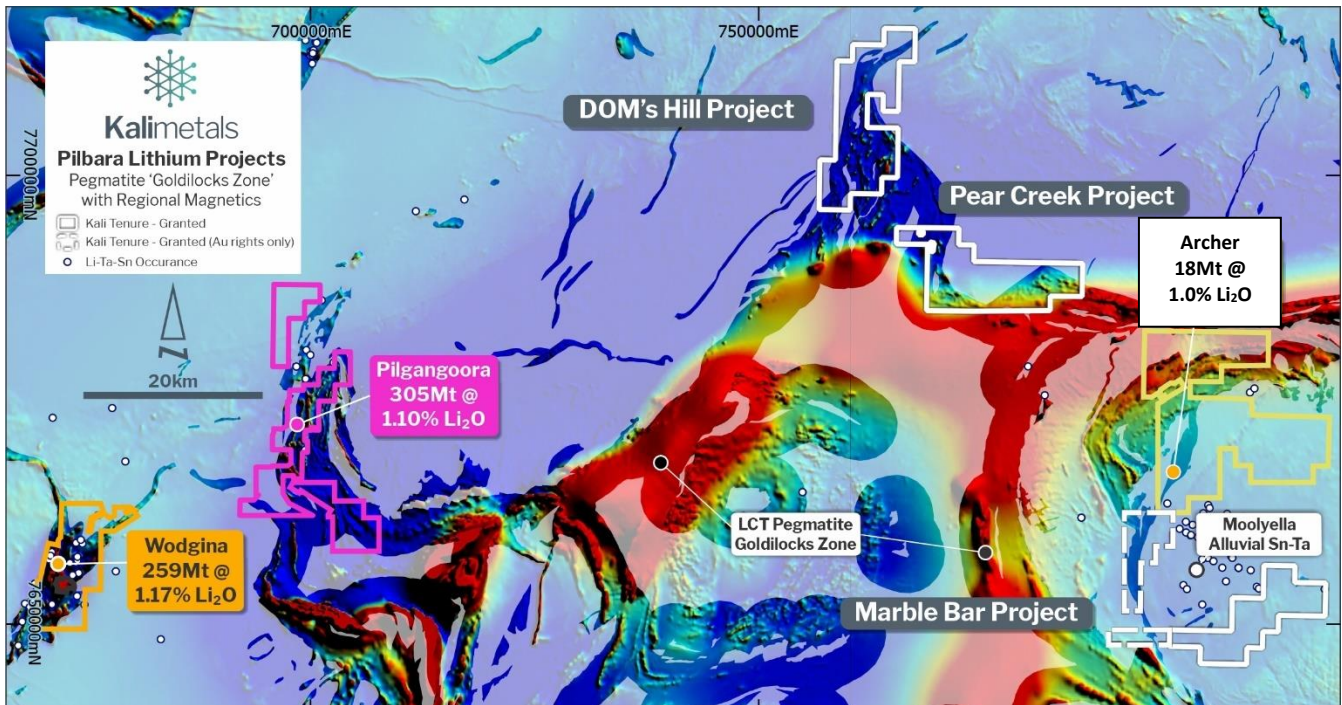 700000mE
750000mE
7700000mN
7650000mN
Kalimetals
Pilbara Lithium Projects
Pegmatite 'Goldilocks Zone'
with Regional Magnetics
Kali Tenure - Granted
Kali Tenure - Granted (Au rights only)
Li-Ta-Sn Occurance
Z
20km
DOM's Hill Project
Pear Creek Project
Archer
18Mt @
1.0% Li₂O
Pilgangoora
305Mt @
1.10% Li₂O
Wodgina
259Mt @
1.17% Li₂O
LCT Pegmatite
Goldilocks Zone
Moolyella
Alluvial Sn-Ta
Marble Bar Project